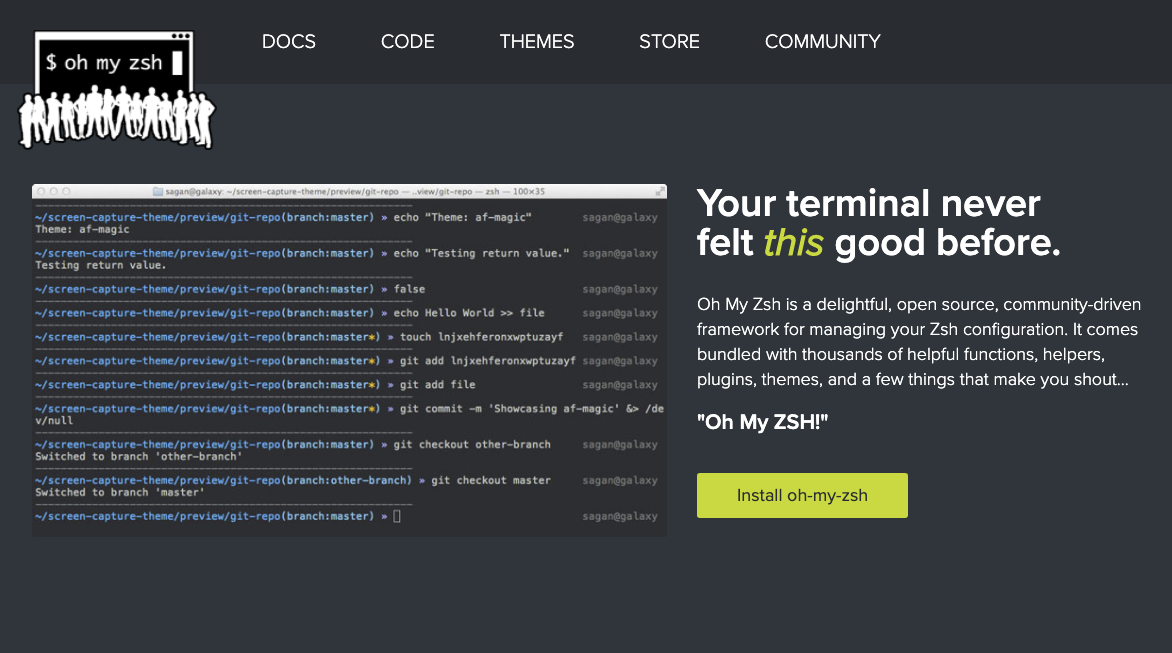 $ oh my zsh
DOCS CODE THEMES STORE COMMUNITY
sagan@galaxy: ~/screen-capture-theme/preview/git-repo — ..view/git-repo — zsh — 100×35
~/screen-capture-theme/preview/git-repo(branch:master) » echo "Theme: af-magic" sagan@galaxy
Theme: af-magic
~/screen-capture-theme/preview/git-repo(branch:master) » echo "Testing return value." sagan@galaxy
Testing return value.
~/screen-capture-theme/preview/git-repo(branch:master) » false sagan@galaxy
~/screen-capture-theme/preview/git-repo(branch:master) » echo Hello World >> file sagan@galaxy
~/screen-capture-theme/preview/git-repo(branch:master*) » touch lnjxehferonxwptuzayf sagan@galaxy
~/screen-capture-theme/preview/git-repo(branch:master*) » git add lnjxehferonxwptuzayf sagan@galaxy
~/screen-capture-theme/preview/git-repo(branch:master*) » git add file sagan@galaxy
~/screen-capture-theme/preview/git-repo(branch:master*) » git commit -m 'Showcasing af-magic' &> /de
v/null
~/screen-capture-theme/preview/git-repo(branch:master) » git checkout other-branch sagan@galaxy
Switched to branch 'other-branch'
~/screen-capture-theme/preview/git-repo(branch:other-branch) » git checkout master sagan@galaxy
Switched to branch 'master'
~/screen-capture-theme/preview/git-repo(branch:master) » sagan@galaxy
Your terminal never
felt this good before.
Oh My Zsh is a delightful, open source, community-driven
framework for managing your Zsh configuration. It comes
bundled with thousands of helpful functions, helpers,
plugins, themes, and a few things that make you shout...
"Oh My ZSH!"
Install oh-my-zsh